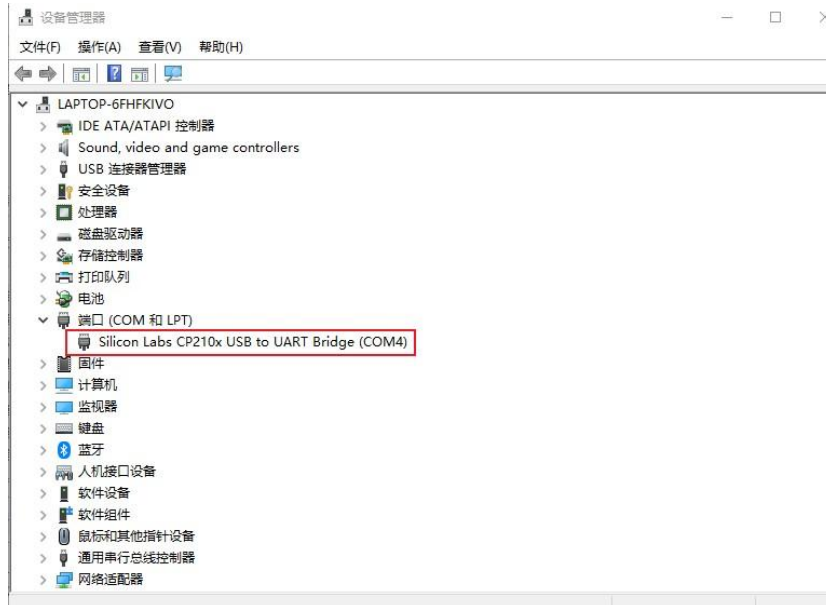 设备管理器
文件(F) 操作(A) 查看(V) 帮助(H)
LAPTOP-6FHFKIVO
IDE ATA/ATAPI 控制器
Sound, video and game controllers
USB 连接器管理器
安全设备
处理器
磁盘驱动器
存储控制器
打印队列
电池
端口 (COM 和 LPT)
Silicon Labs CP210x USB to UART Bridge (COM4)
固件
计算机
监视器
键盘
蓝牙
人机接口设备
软件设备
软件组件
鼠标和其他指针设备
通用串行总线控制器
网络适配器